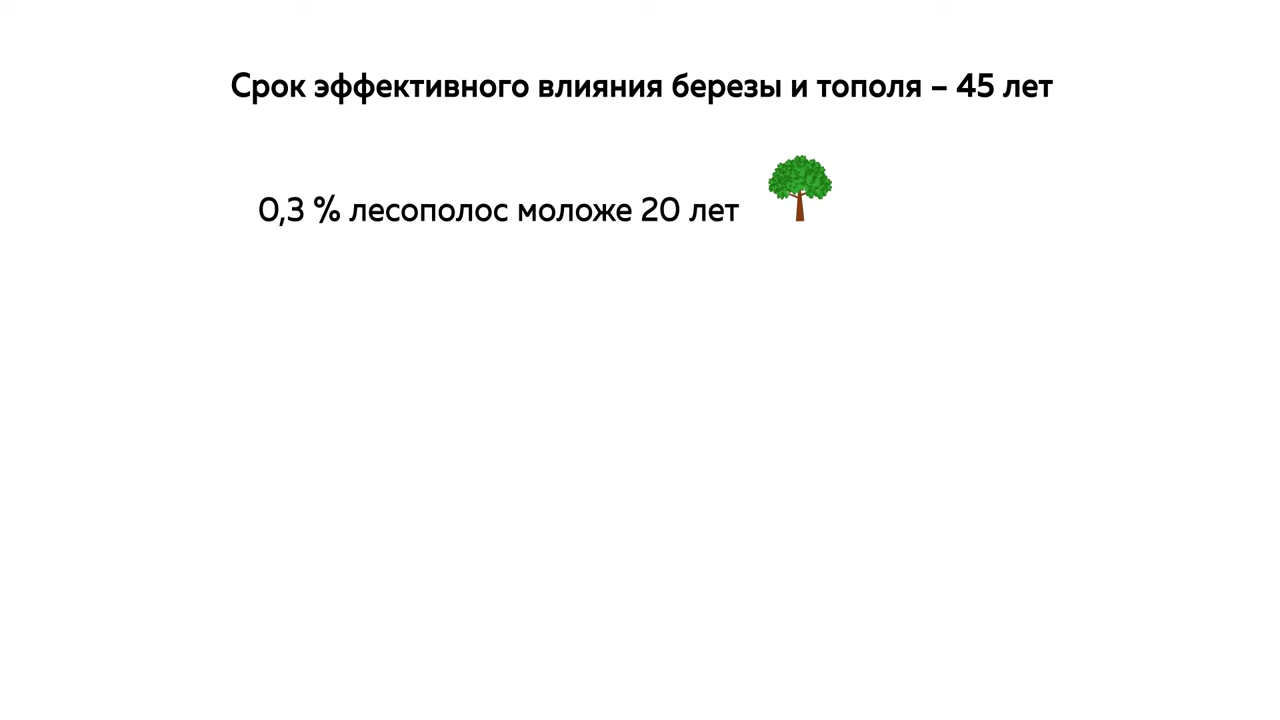 Срок эффективного влияния березы и тополя – 45 лет
0,3 % лесополос моложе 20 лет